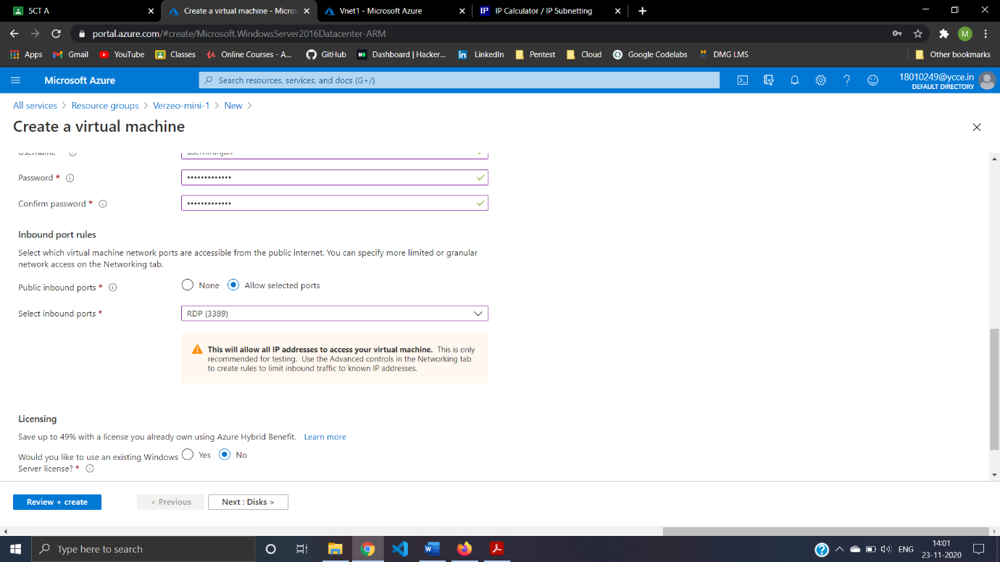 5CT A
Create a virtual machine - Micros
Vnet1 - Microsoft Azure
IP
IP Calculator / IP Subnetting
portal.azure.com/#create/Microsoft.WindowsServer2016Datacenter-ARM
M
Apps
Gmail
YouTube
Classes
Online Courses - A...
GitHub
Dashboard | Hacker...
LinkedIn
Pentest
Cloud
Google Codelabs
DMG LMS
Other bookmarks
Microsoft Azure
Search resources, services, and docs (G+/)
18010249@ycce.in
DEFAULT DIRECTORY
All services > Resource groups > Verzeo-mini-1 > New >
Create a virtual machine
Password *
•••••••••••••
Confirm password *
•••••••••••••
Inbound port rules
Select which virtual machine network ports are accessible from the public internet. You can specify more limited or granular
network access on the Networking tab.
Public inbound ports *
None
Allow selected ports
Select inbound ports *
RDP (3389)
This will allow all IP addresses to access your virtual machine. This is only
recommended for testing. Use the Advanced controls in the Networking tab
to create rules to limit inbound traffic to known IP addresses.
Licensing
Save up to 49% with a license you already own using Azure Hybrid Benefit. Learn more
Would you like to use an existing Windows
Server license? *
Yes
No
Review + create
< Previous
Next : Disks >
Type here to search
ENG
14:01
23-11-2020